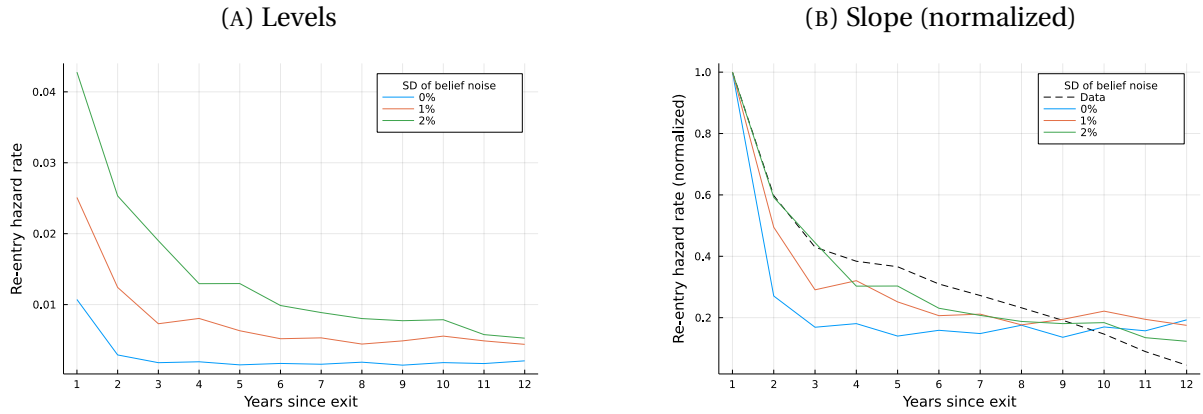 (A) Levels
Re-entry hazard rate
0.04
0.03
0.02
0.01
SD of belief noise
0%
1%
2%
1 2 3 4 5 6 7 8 9 10 11 12
Years since exit
(B) Slope (normalized)
Re-entry hazard rate (normalized)
1.0
0.8
0.6
0.4
0.2
SD of belief noise
Data
0%
1%
2%
1 2 3 4 5 6 7 8 9 10 11 12
Years since exit